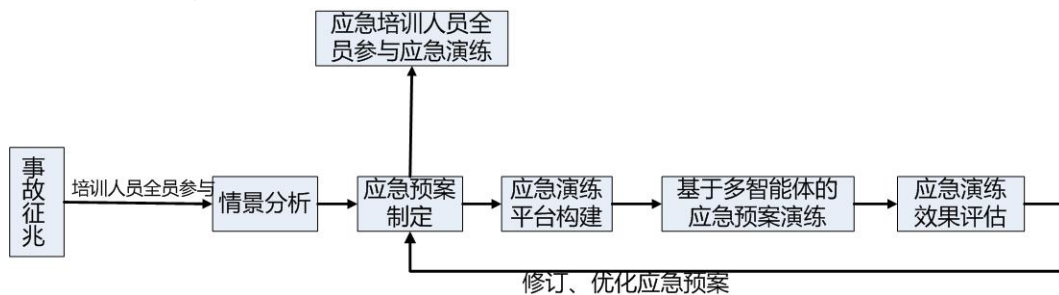 应急培训人员全
员参与应急演练
事
故
征
兆
培训人员全员参与
情景分析
应急预案
制定
应急演练
平台构建
基于多智能体的
应急预案演练
应急演练
效果评估
修订、优化应急预案